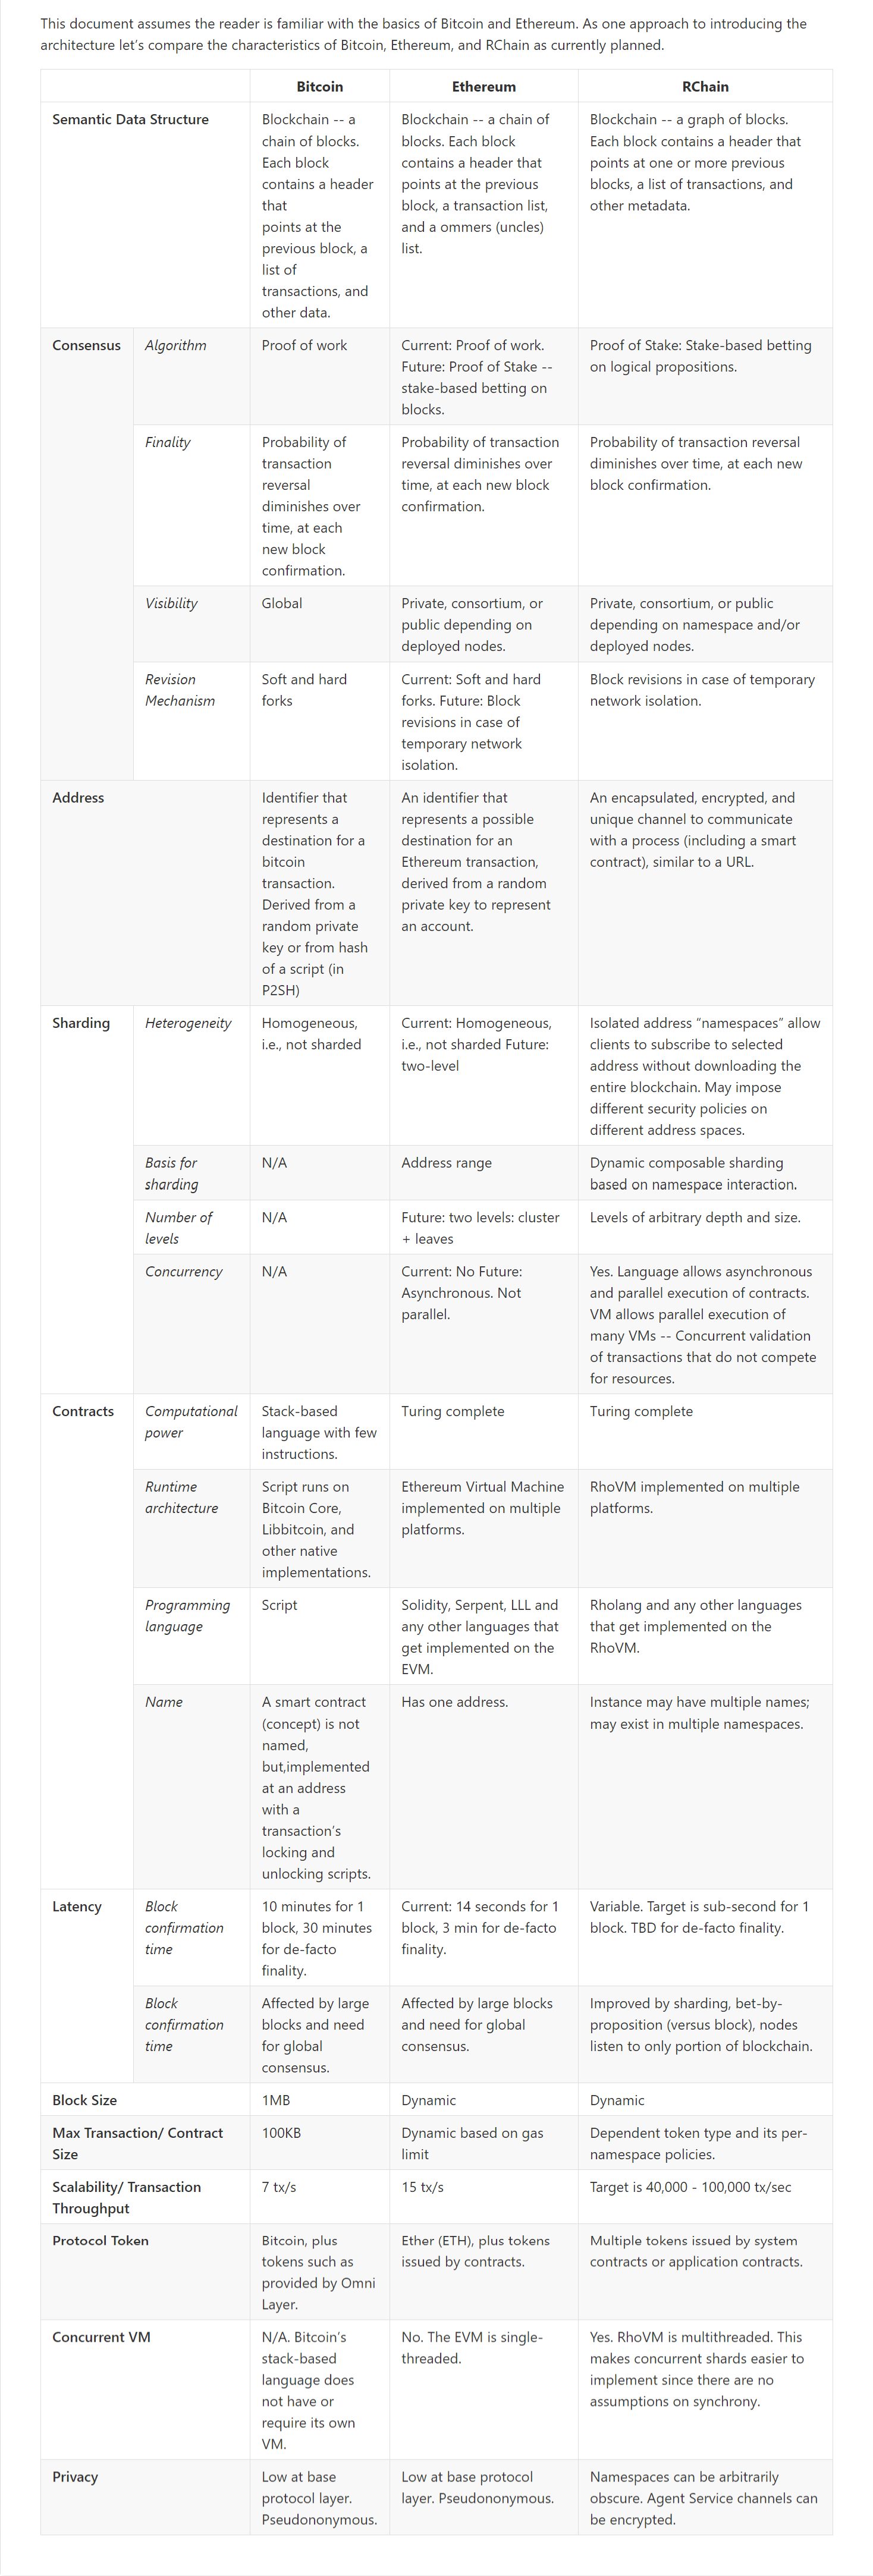 This document assumes the reader is familiar with the basics of Bitcoin and Ethereum. As one approach to introducing the
architecture let’s compare the characteristics of Bitcoin, Ethereum, and RChain as currently planned.
Bitcoin
Ethereum
RChain
Semantic Data Structure
Blockchain -- a
chain of blocks.
Each block
contains a header
that
points at the
previous block, a
list of
transactions, and
other data.
Blockchain -- a chain of
blocks. Each block
contains a header that
points at the previous
block, a transaction list,
and a ommers (uncles)
list.
Blockchain -- a graph of blocks.
Each block contains a header that
points at one or more previous
blocks, a list of transactions, and
other metadata.
Consensus
Algorithm
Proof of work
Current: Proof of work.
Future: Proof of Stake --
stake-based betting on
blocks.
Proof of Stake: Stake-based betting
on logical propositions.
Finality
Probability of
transaction
reversal
diminishes over
time, at each
new block
confirmation.
Probability of transaction
reversal diminishes over
time, at each new block
confirmation.
Probability of transaction reversal
diminishes over time, at each new
block confirmation.
Visibility
Global
Private, consortium, or
public depending on
deployed nodes.
Private, consortium, or public
depending on namespace and/or
deployed nodes.
Revision
Mechanism
Soft and hard
forks
Current: Soft and hard
forks. Future: Block
revisions in case of
temporary network
isolation.
Block revisions in case of temporary
network isolation.
Address
Identifier that
represents a
destination for a
bitcoin
transaction.
Derived from a
random private
key or from hash
of a script (in
P2SH)
An identifier that
represents a possible
destination for an
Ethereum transaction,
derived from a random
private key to represent
an account.
An encapsulated, encrypted, and
unique channel to communicate
with a process (including a smart
contract), similar to a URL.
Sharding
Heterogeneity
Homogeneous,
i.e., not sharded
Current: Homogeneous,
i.e., not sharded Future:
two-level
Isolated address “namespaces” allow
clients to subscribe to selected
address without downloading the
entire blockchain. May impose
different security policies on
different address spaces.
Basis for
sharding
N/A
Address range
Dynamic composable sharding
based on namespace interaction.
Number of
levels
N/A
Future: two levels: cluster
+ leaves
Levels of arbitrary depth and size.
Concurrency
N/A
Current: No Future:
Asynchronous. Not
parallel.
Yes. Language allows asynchronous
and parallel execution of contracts.
VM allows parallel execution of
many VMs -- Concurrent validation
of transactions that do not compete
for resources.
Contracts
Computational
power
Stack-based
language with few
instructions.
Turing complete
Turing complete
Runtime
architecture
Script runs on
Bitcoin Core,
Libbitcoin, and
other native
implementations.
Ethereum Virtual Machine
implemented on multiple
platforms.
RhoVM implemented on multiple
platforms.
Programming
language
Script
Solidity, Serpent, LLL and
any other languages that
get implemented on the
EVM.
Rholang and any other languages
that get implemented on the
RhoVM.
Name
A smart contract
(concept) is not
named,
but,implemented
at an address
with a
transaction’s
locking and
unlocking scripts.
Has one address.
Instance may have multiple names;
may exist in multiple namespaces.
Latency
Block
confirmation
time
10 minutes for 1
block, 30 minutes
for de-facto
finality.
Current: 14 seconds for 1
block, 3 min for de-facto
finality.
Variable. Target is sub-second for 1
block. TBD for de-facto finality.
Block
confirmation
time
Affected by large
blocks and need
for global
consensus.
Affected by large blocks
and need for global
consensus.
Improved by sharding, bet-by-
proposition (versus block), nodes
listen to only portion of blockchain.
Block Size
1MB
Dynamic
Dynamic
Max Transaction/ Contract
Size
100KB
Dynamic based on gas
limit
Dependent token type and its per-
namespace policies.
Scalability/ Transaction
Throughput
7 tx/s
15 tx/s
Target is 40,000 - 100,000 tx/sec
Protocol Token
Bitcoin, plus
tokens such as
provided by Omni
Layer.
Ether (ETH), plus tokens
issued by contracts.
Multiple tokens issued by system
contracts or application contracts.
Concurrent VM
N/A. Bitcoin’s
stack-based
language does
not have or
require its own
VM.
No. The EVM is single-
threaded.
Yes. RhoVM is multithreaded. This
makes concurrent shards easier to
implement since there are no
assumptions on synchrony.
Privacy
Low at base
protocol layer.
Pseudononymous.
Low at base protocol
layer. Pseudononymous.
Namespaces can be arbitrarily
obscure. Agent Service channels can
be encrypted.